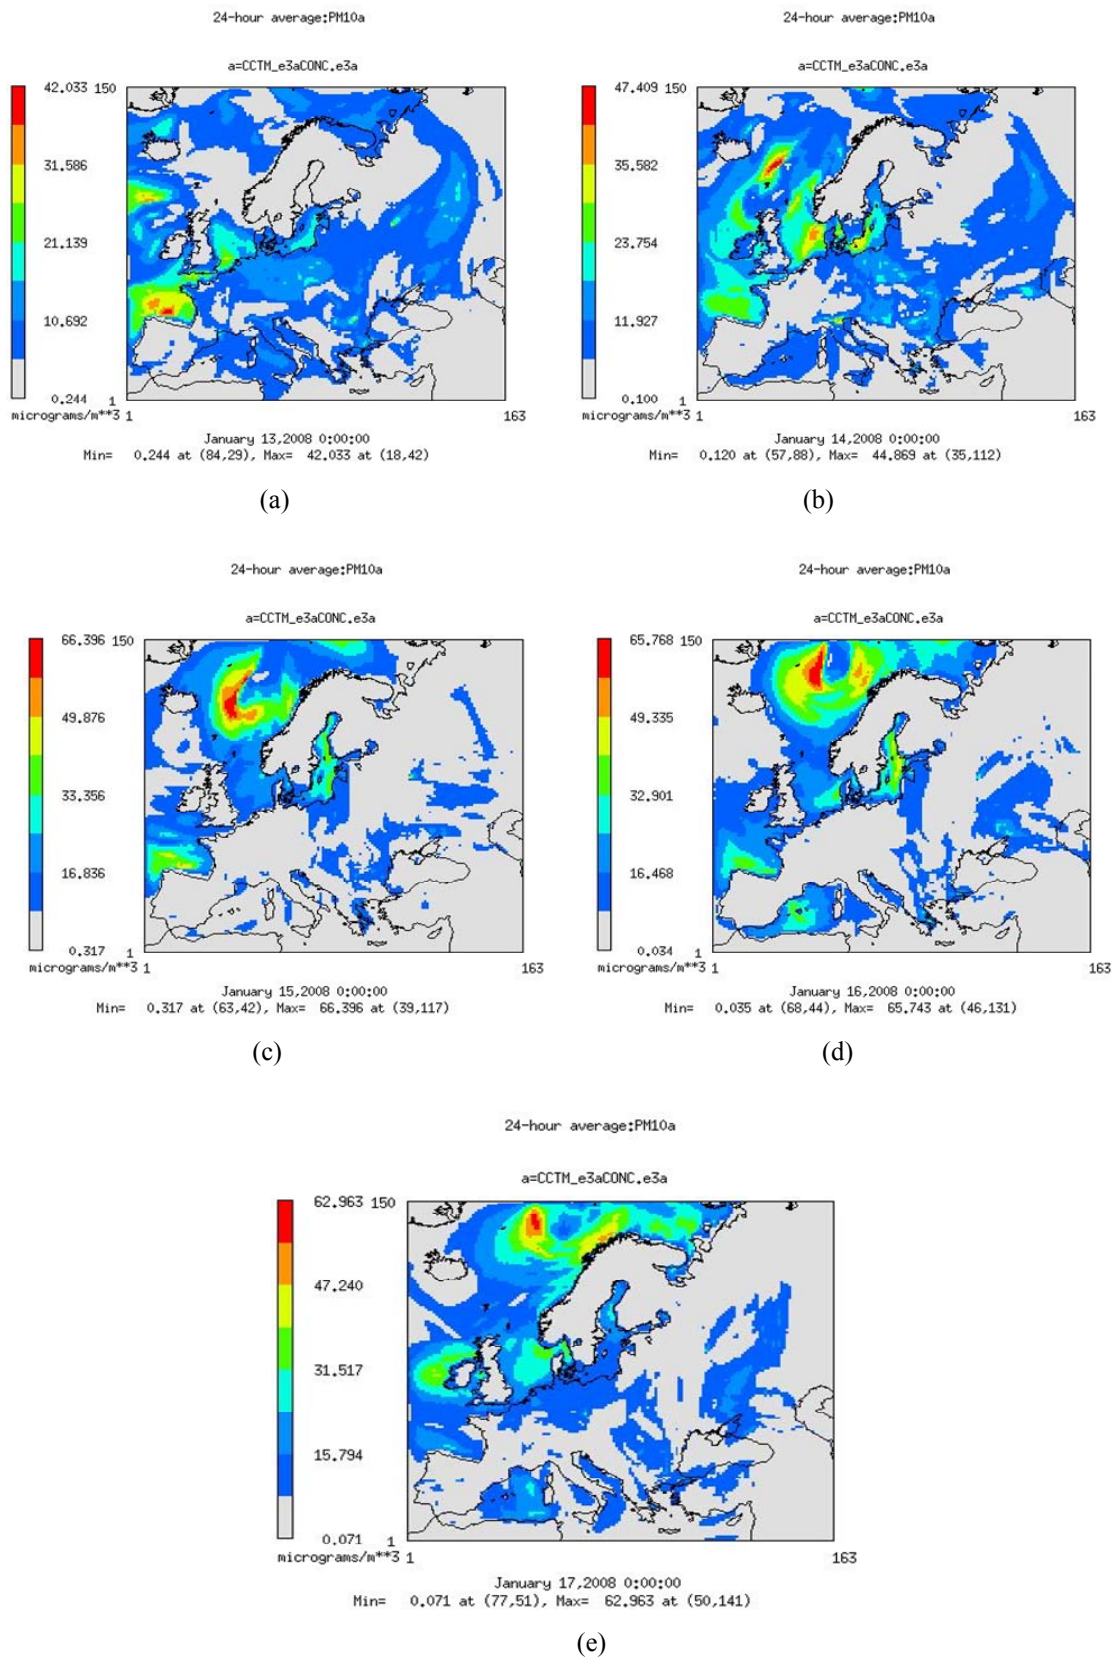 24-hour average:PM10a
a=CCTM_e3aCONC.e3a
42.033
150
31.586
21.139
10.692
0.244
1
micrograms/m**3
1
163
January 13,2008 0:00:00
Min= 0.244 at (84,29), Max= 42.033 at (18,42)
(a)
24-hour average:PM10a
a=CCTM_e3aCONC.e3a
47.409
150
35.582
23.754
11.927
0.100
1
micrograms/m**3
1
163
January 14,2008 0:00:00
Min= 0.120 at (57,88), Max= 44.869 at (35,112)
(b)
24-hour average:PM10a
a=CCTM_e3aCONC.e3a
66.396
150
49.876
33.356
16.836
0.317
1
micrograms/m**3
1
163
January 15,2008 0:00:00
Min= 0.317 at (63,42), Max= 66.396 at (39,117)
(c)
24-hour average:PM10a
a=CCTM_e3aCONC.e3a
65.768
150
49.335
32.901
16.468
0.034
1
micrograms/m**3
1
163
January 16,2008 0:00:00
Min= 0.035 at (68,44), Max= 65.743 at (46,131)
(d)
24-hour average:PM10a
a=CCTM_e3aCONC.e3a
62.963
150
47.240
31.517
15.794
0.071
1
micrograms/m**3
1
163
January 17,2008 0:00:00
Min= 0.071 at (77,51), Max= 62.963 at (50,141)
(e)